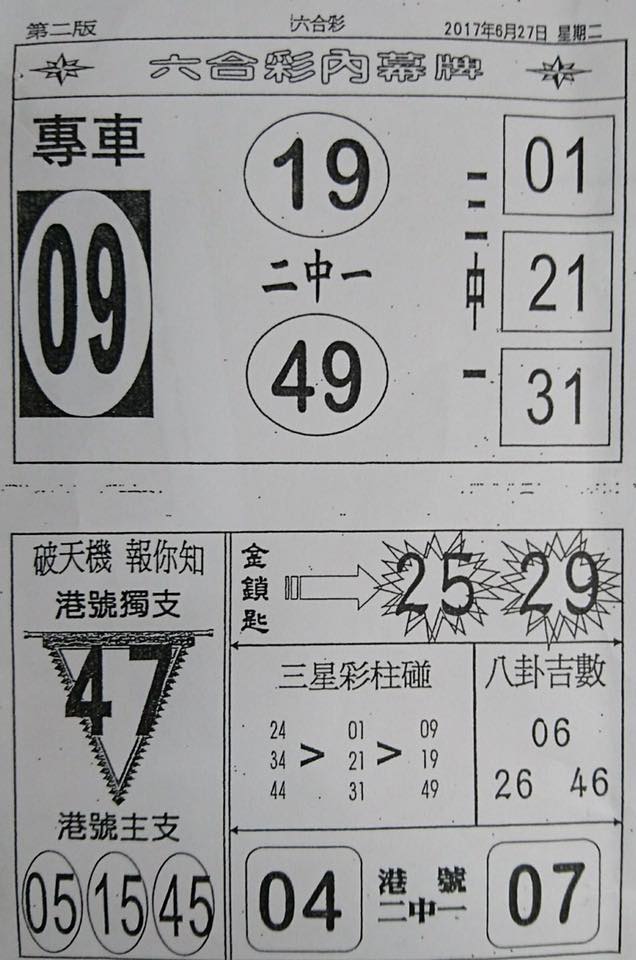 第二版 六合彩 2017年6月27日 星期二
六合彩內幕牌
專車
09
19
二中一
49
三中一
01
21
31
破天機 報你知
港號獨支
47
港號主支
05 15 45
金鎖匙
25 29
三星彩柱碰
24 01 09
34 > 21 > 19
44 31 49
八卦吉數
06
26 46
04
港號
二中一
07